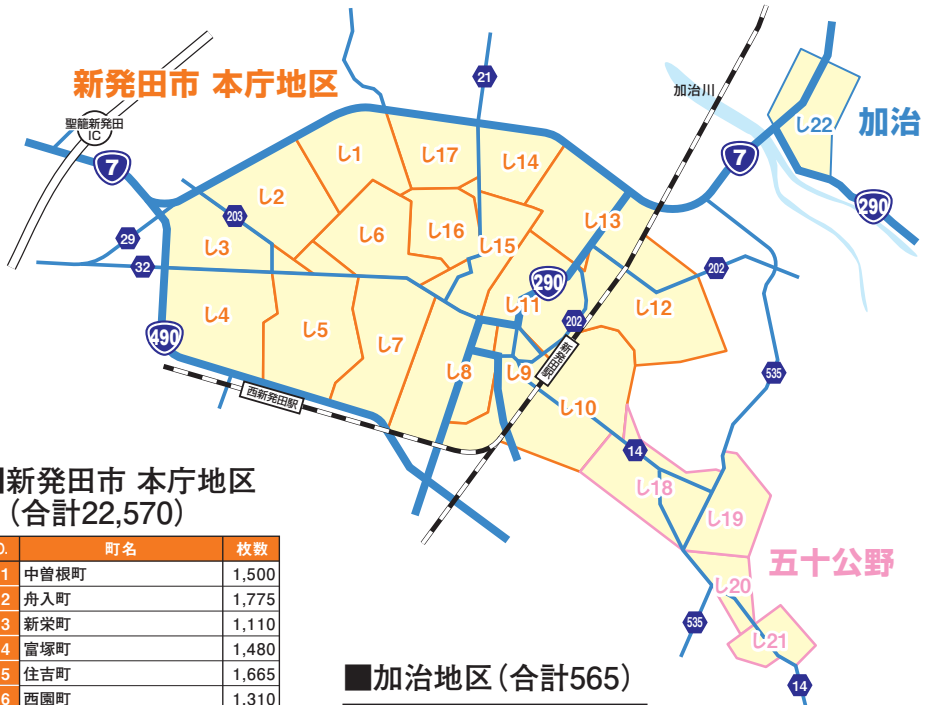 新発田市 本庁地区
聖籠新発田
IC
7
21
加治川
し22
加治
7
290
し1
し17
し14
し2
203
し6
し16
し15
し13
29
し3
32
290
202
し12
し11
し4
し5
し7
202
490
新発田駅
し8
し9
535
西新発田駅
し10
14
し18
し19
五十公野
し20
535
し21
14
新発田市 本庁地区
(合計22,570)
町名 枚数
1 中曽根町 1,500
2 舟入町 1,775
3 新栄町 1,110
4 富塚町 1,480
5 住吉町 1,665
6 西園町 1,310
■加治地区(合計565)